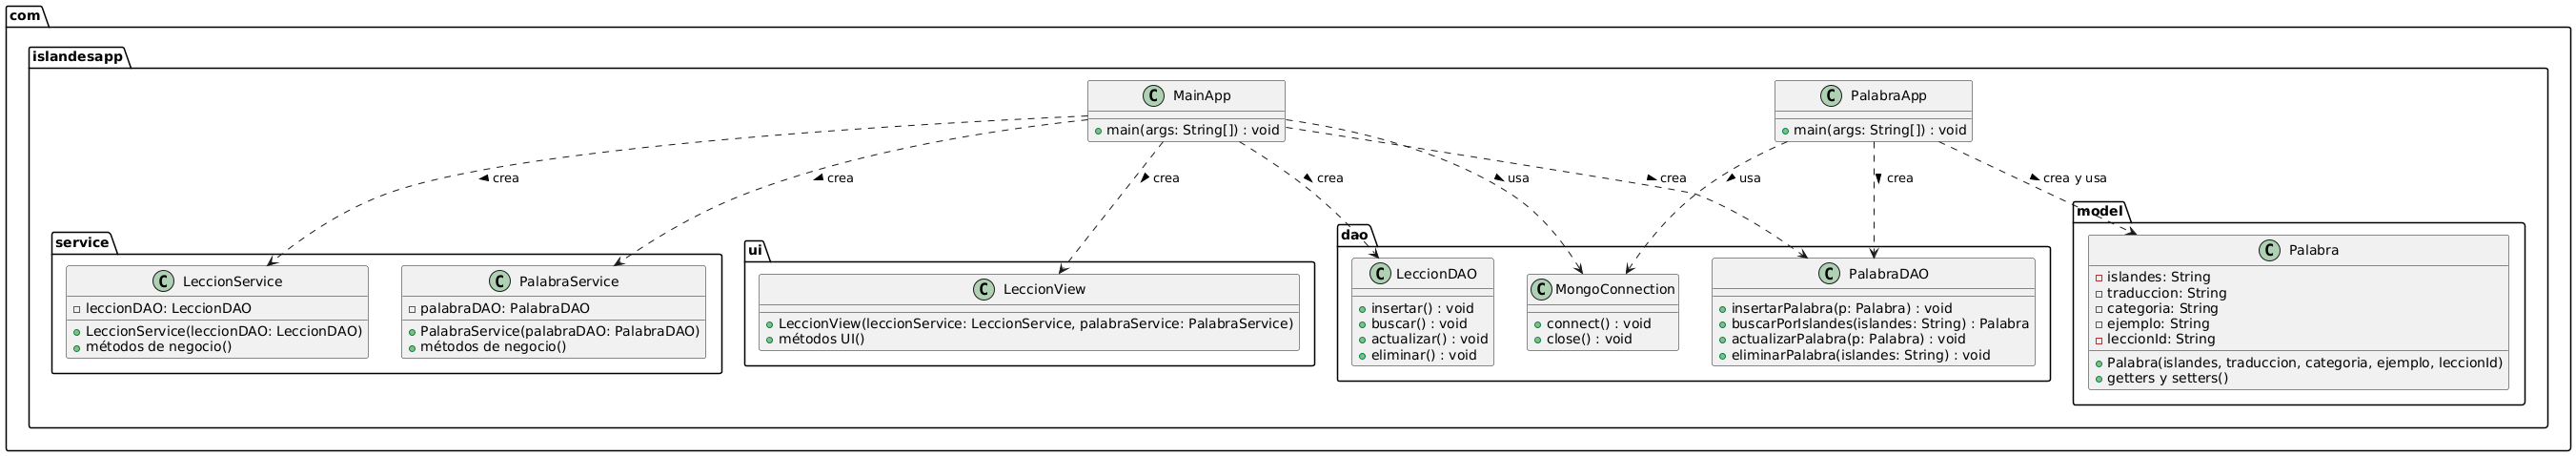 com
islandesapp
C MainApp
main(args: String[]) : void
C PalabraApp
main(args: String[]) : void
crea
crea
crea
crea
usa
crea
usa
crea
crea y usa
service
C LeccionService
leccionDAO: LeccionDAO
LeccionService(leccionDAO: LeccionDAO)
métodos de negocio()
C PalabraService
palabraDAO: PalabraDAO
PalabraService(palabraDAO: PalabraDAO)
métodos de negocio()
ui
C LeccionView
LeccionView(leccionService: LeccionService, palabraService: PalabraService)
métodos UI()
dao
C LeccionDAO
insertar() : void
buscar() : void
actualizar() : void
eliminar() : void
C MongoConnection
connect() : void
close() : void
C PalabraDAO
insertarPalabra(p: Palabra) : void
buscarPorIslandes(islandes: String) : Palabra
actualizarPalabra(p: Palabra) : void
eliminarPalabra(islandes: String) : void
model
C Palabra
islandes: String
traduccion: String
categoria: String
ejemplo: String
leccionId: String
Palabra(islandes, traduccion, categoria, ejemplo, leccionId)
getters y setters()